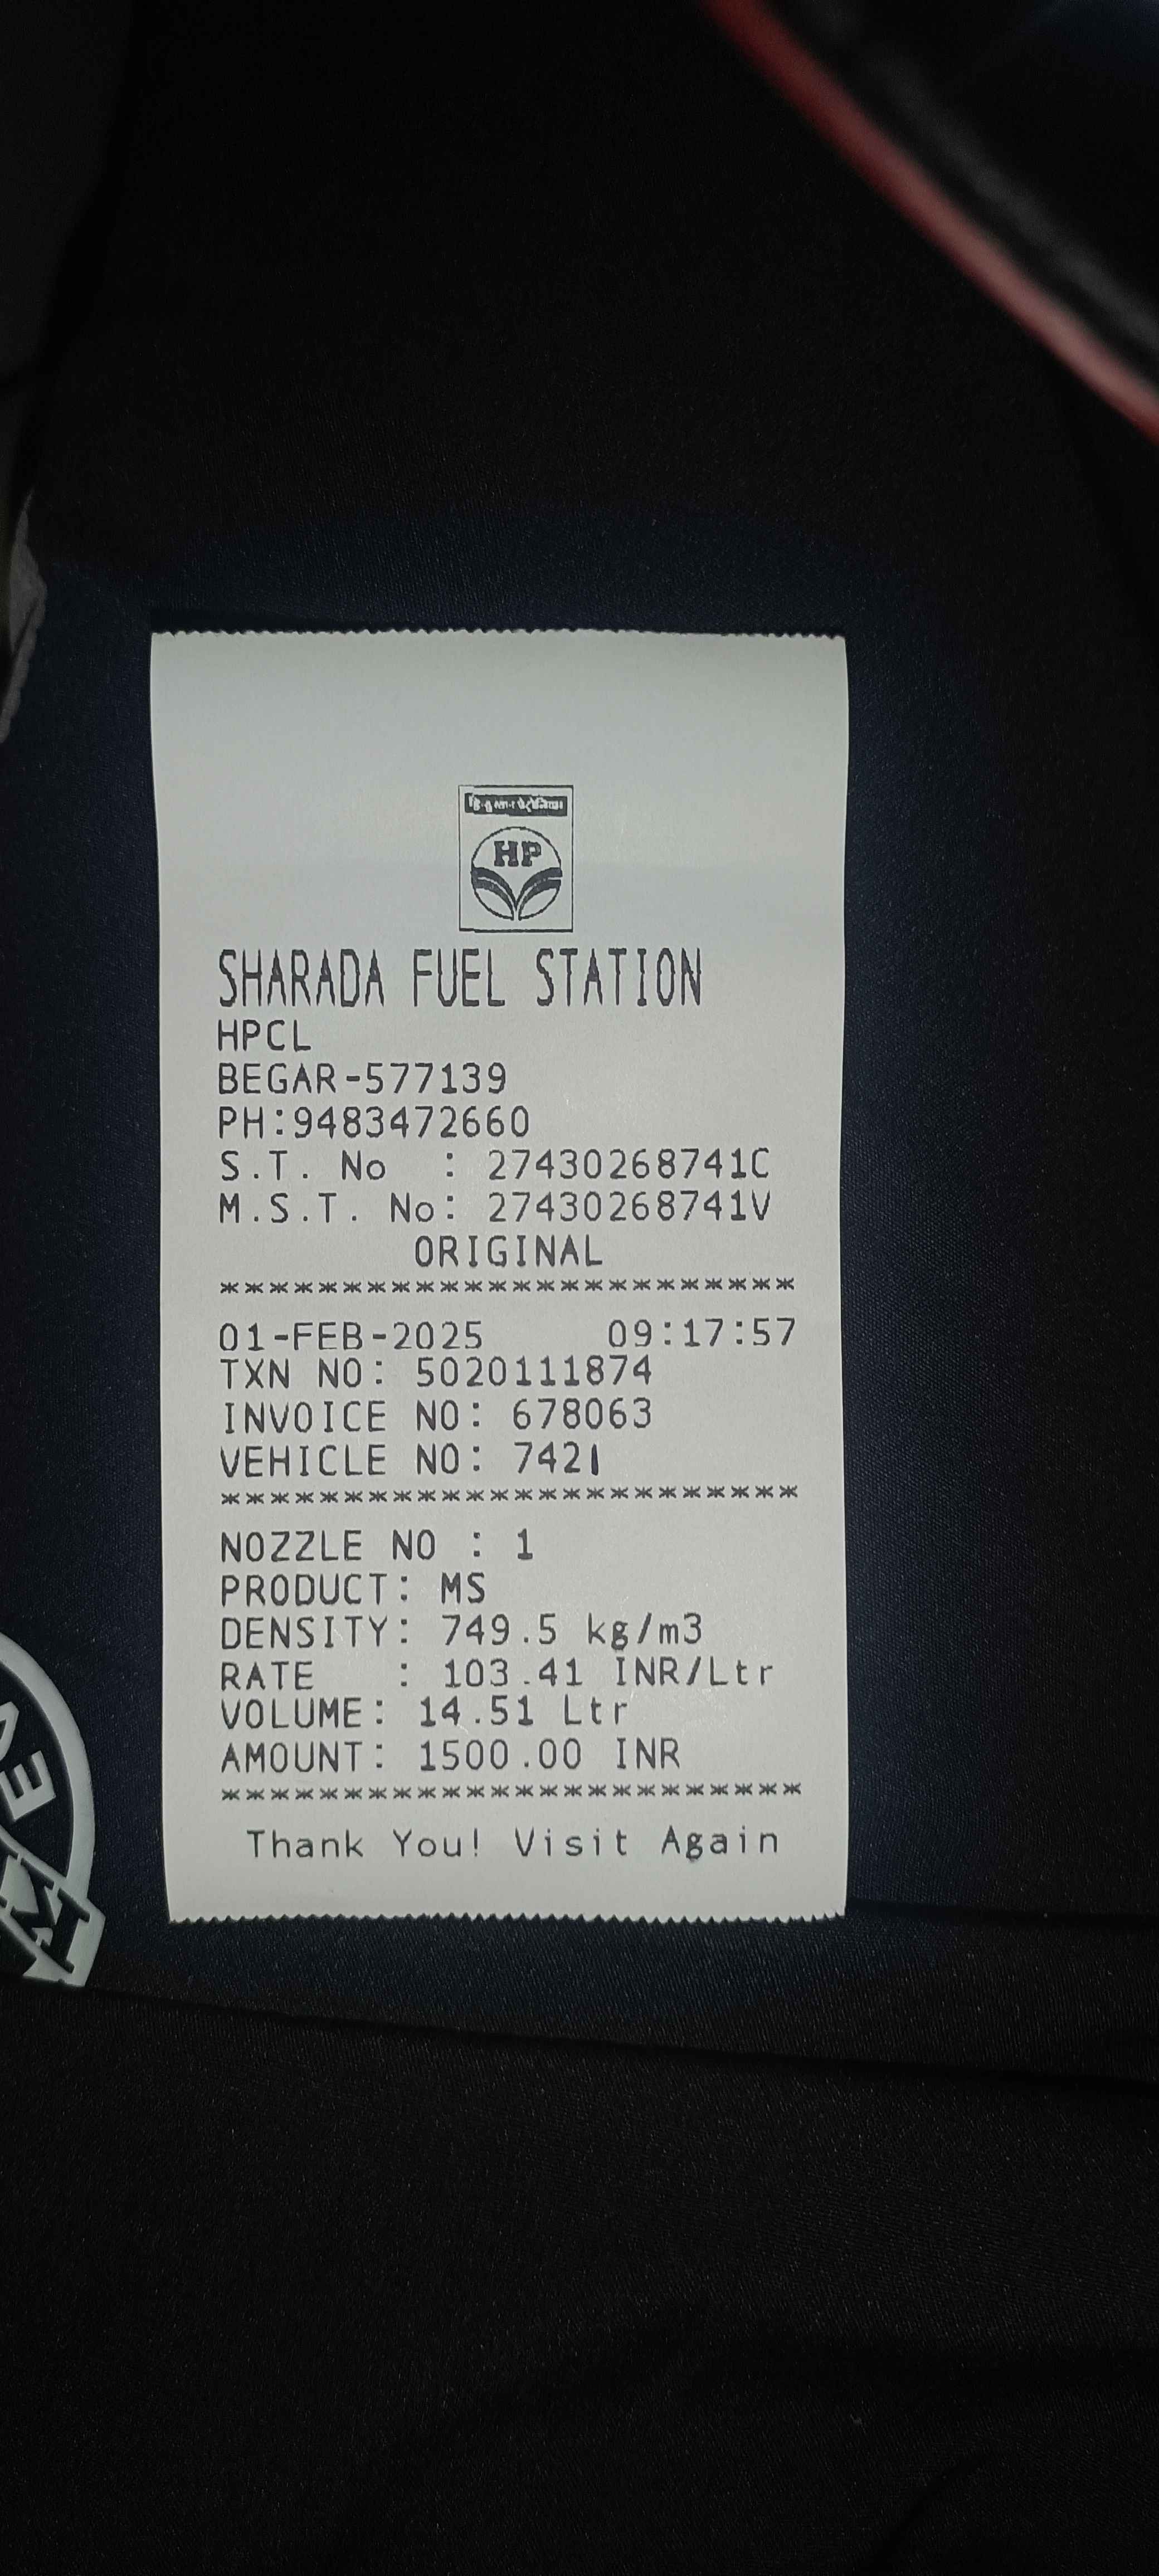 हिन्दुस्तान पेट्रोलियम
HP
SHARADA FUEL STATION
HPCL
BEGAR-577139
PH:9483472660
S.T. No : 27430268741C
M.S.T. No: 27430268741V
ORIGINAL
************************
01-FEB-2025 09:17:57
TXN NO: 5020111874
INVOICE NO: 678063
VEHICLE NO: 7421
************************
NOZZLE NO : 1
PRODUCT: MS
DENSITY: 749.5 kg/m3
RATE : 103.41 INR/Ltr
VOLUME: 14.51 Ltr
AMOUNT: 1500.00 INR
************************
Thank You! Visit Again